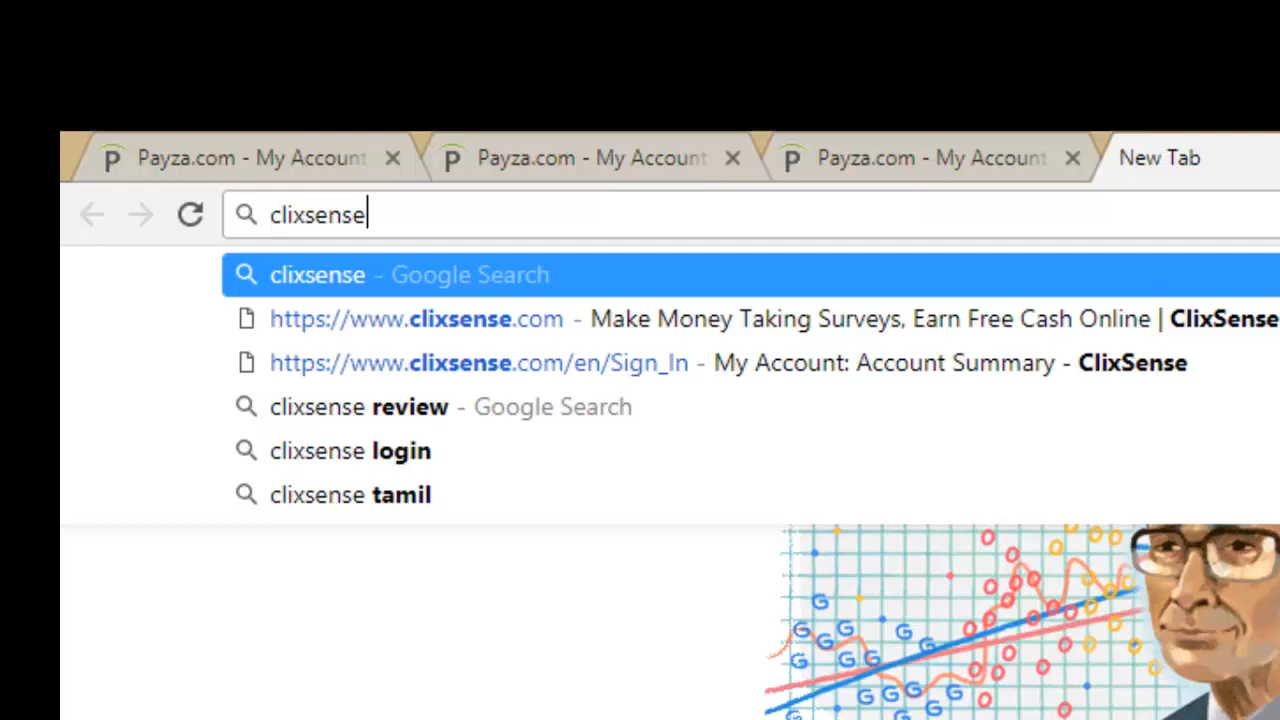 Payza.com - My Account Payza.com - My Account Payza.com - My Account New Tab
clixsense
clixsense - Google Search
https://www.clixsense.com - Make Money Taking Surveys, Earn Free Cash Online | ClixSense
https://www.clixsense.com/en/Sign_In - My Account: Account Summary - ClixSense
clixsense review - Google Search
clixsense login
clixsense tamil